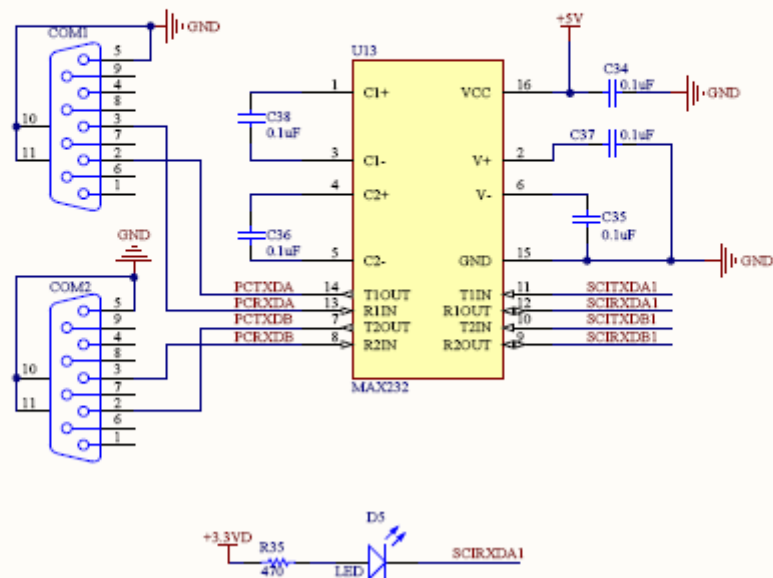 COM1
GND
5
9
4
8
3
7
2
6
1
10
11
U13
MAX232
1 C1+
3 C1-
4 C2+
5 C2-
14 T1OUT
13 R1IN
7 T2OUT
8 R2IN
VCC 16
V+ 2
V- 6
GND 15
T1IN 11
R1OUT 12
T2IN 10
R2OUT 9
C38
0.1uF
C36
0.1uF
+5V
C34
0.1uF
GND
C37 0.1uF
C35
0.1uF
GND
PCTXDA
PCRXDA
PCTXDB
PCRXDB
SCITXDA1
SCIRXDA1
SCITXDB1
SCIRXDB1
GND
COM2
5
9
4
8
3
7
2
6
1
10
11
+3.3VD
R35
470
D5
LED
SCIRXDA1